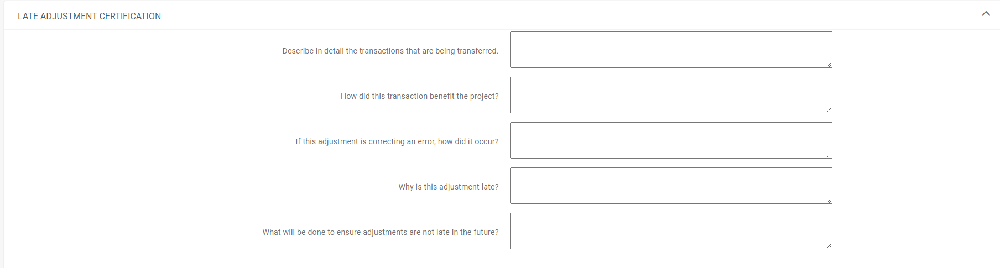 LATE ADJUSTMENT CERTIFICATION
Describe in detail the transactions that are being transferred.
How did this transaction benefit the project?
If this adjustment is correcting an error, how did it occur?
Why is this adjustment late?
What will be done to ensure adjustments are not late in the future?